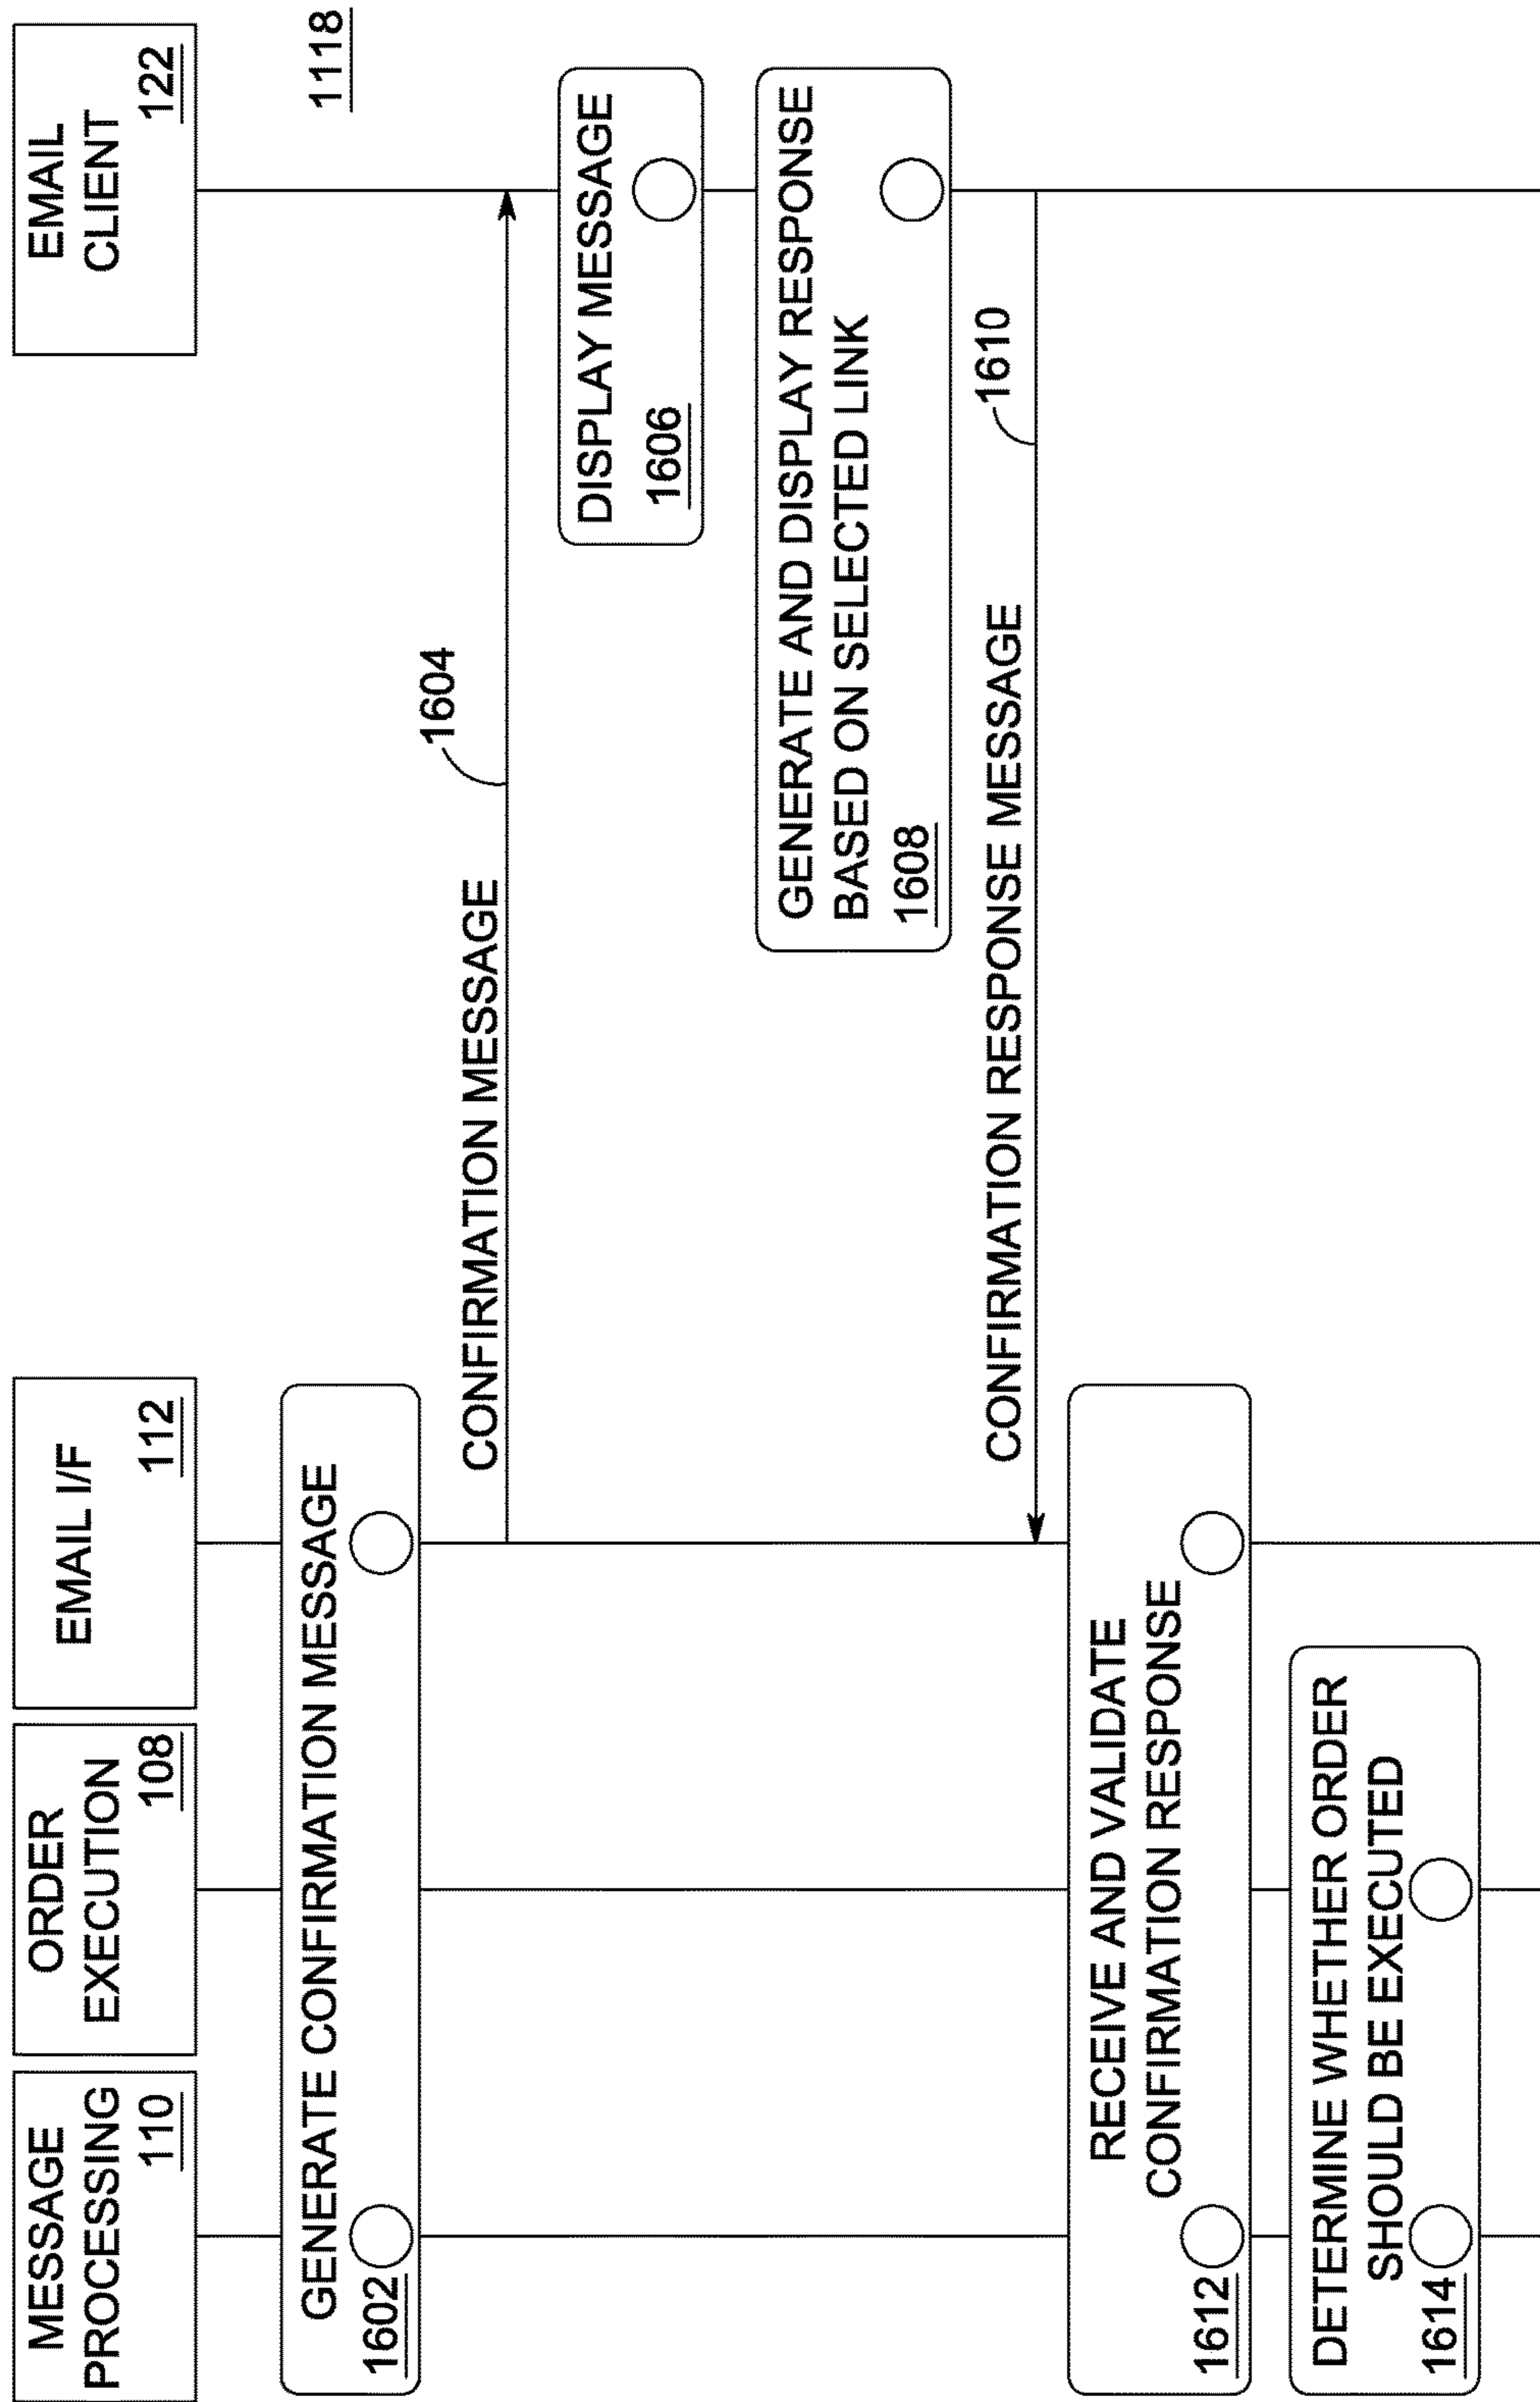 MESSAGE
PROCESSING
110
ORDER
EXECUTION
108
EMAIL I/F
112
EMAIL
CLIENT
122
1118
GENERATE CONFIRMATION MESSAGE
1602
CONFIRMATION MESSAGE
1604
DISPLAY MESSAGE
1606
GENERATE AND DISPLAY RESPONSE
BASED ON SELECTED LINK
1608
CONFIRMATION RESPONSE MESSAGE
1610
RECEIVE AND VALIDATE
CONFIRMATION RESPONSE
1612
DETERMINE WHETHER ORDER
SHOULD BE EXECUTED
1614